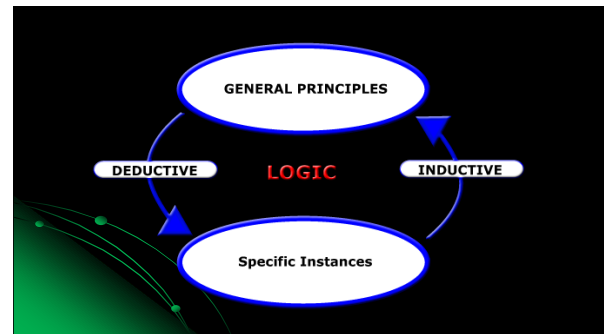 GENERAL PRINCIPLES
DEDUCTIVE
LOGIC
INDUCTIVE
Specific Instances